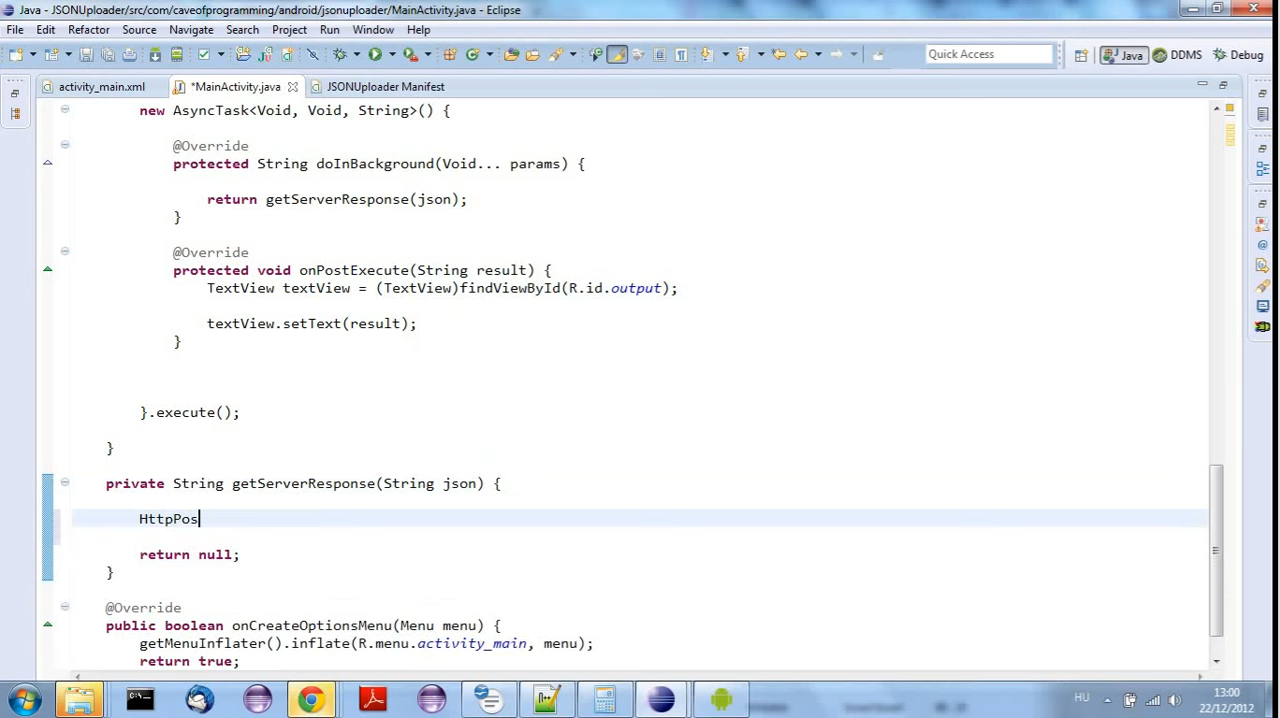 Java - JSONUploader/src/com/caveofprogramming/android/jsonuploader/MainActivity.java - Eclipse
File Edit Refactor Source Navigate Search Project Run Window Help
Quick Access Java DDMS Debug
activity_main.xml *MainActivity.java JSONUploader Manifest
new AsyncTask<Void, Void, String>() {
@Override
protected String doInBackground(Void... params) {
return getServerResponse(json);
}
@Override
protected void onPostExecute(String result) {
TextView textView = (TextView)findViewById(R.id.output);
textView.setText(result);
}
}.execute();
}
private String getServerResponse(String json) {
HttpPos
return null;
}
@Override
public boolean onCreateOptionsMenu(Menu menu) {
getMenuInflater().inflate(R.menu.activity_main, menu);
return true;
HU 13:00
22/12/2012